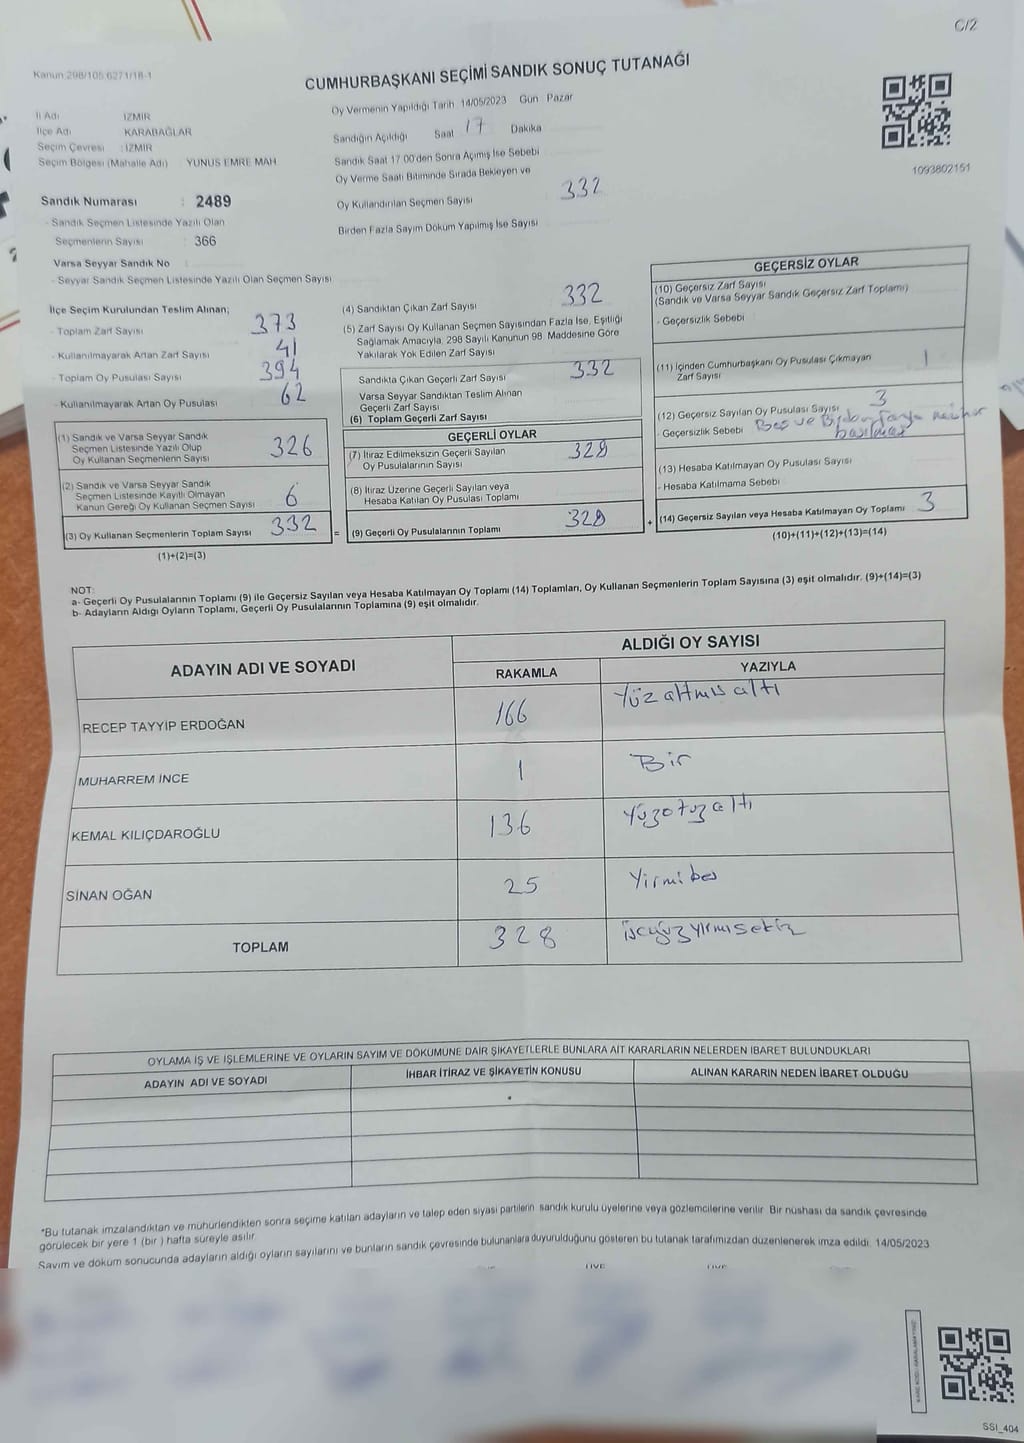 C/2
Kanun 298/105 6271/18-1
CUMHURBAŞKANI SEÇİMİ SANDIK SONUÇ TUTANAĞI
İl Adı İZMİR
İlçe Adı KARABAĞLAR
Seçim Çevresi : İZMİR
Seçim Bölgesi (Mahalle Adı) YUNUS EMRE MAH
Sandık Numarası : 2489
- Sandık Seçmen Listesinde Yazılı Olan
Seçmenlerin Sayısı : 366
Varsa Seyyar Sandık No :
- Seyyar Sandık Seçmen Listesinde Yazılı Olan Seçmen Sayısı
Oy Vermenin Yapıldığı Tarih 14/05/2023 Gün Pazar
Sandığın Açıldığı Saat 17 Dakika
Sandık Saat 17 00'den Sonra Açımış İse Sebebi
Oy Verme Saati Bitiminde Sırada Bekleyen ve
Oy Kullandırılan Seçmen Sayısı 332
Birden Fazla Sayım Döküm Yapılmış İse Sayısı
1093802151
İlçe Seçim Kurulundan Teslim Alınan;
- Toplam Zarf Sayısı 373
- Kullanılmayarak Artan Zarf Sayısı 41
- Toplam Oy Pusulası Sayısı 394
- Kullanılmayarak Artan Oy Pusulası 62
(1) Sandık ve Varsa Seyyar Sandık
Seçmen Listesinde Yazılı Olup
Oy Kullanan Seçmenlerin Sayısı 326
(2) Sandık ve Varsa Seyyar Sandık
Seçmen Listesinde Kayıtlı Olmayan
Kanun Gereği Oy Kullanan Seçmen Sayısı 6
(3) Oy Kullanan Seçmenlerin Toplam Sayısı 332
(1)+(2)=(3)
(4) Sandıktan Çıkan Zarf Sayısı 332
(5) Zarf Sayısı Oy Kullanan Seçmen Sayısından Fazla İse, Eşitliği
Sağlamak Amacıyla, 298 Sayılı Kanunun 98 Maddesine Göre
Yakılarak Yok Edilen Zarf Sayısı
Sandıkta Çıkan Geçerli Zarf Sayısı 332
Varsa Seyyar Sandıktan Teslim Alınan
Geçerli Zarf Sayısı
(6) Toplam Geçerli Zarf Sayısı
GEÇERLİ OYLAR
(7) İtiraz Edilmeksizin Geçerli Sayılan
Oy Pusulalarının Sayısı 328
(8) İtiraz Üzerine Geçerli Sayılan veya
Hesaba Katılan Oy Pusulası Toplamı
= (9) Geçerli Oy Pusulalarının Toplamı 328
GEÇERSİZ OYLAR
(10) Geçersiz Zarf Sayısı
(Sandık ve Varsa Seyyar Sandık Geçersiz Zarf Toplamı)
- Geçersizlik Sebebi
(11) İçinden Cumhurbaşkanı Oy Pusulası Çıkmayan
Zarf Sayısı 1
(12) Geçersiz Sayılan Oy Pusulası Sayısı 3
- Geçersizlik Sebebi Boş ve Birden fazla mühür
basılması
(13) Hesaba Katılmayan Oy Pusulası Sayısı
- Hesaba Katılmama Sebebi
+ (14) Geçersiz Sayılan veya Hesaba Katılmayan Oy Toplamı 3
(10)+(11)+(12)+(13)=(14)
NOT:
a- Geçerli Oy Pusulalarının Toplamı (9) ile Geçersiz Sayılan veya Hesaba Katılmayan Oy Toplamı (14) Toplamları, Oy Kullanan Seçmenlerin Toplam Sayısına (3) eşit olmalıdır. (9)+(14)=(3)
b- Adayların Aldığı Oyların Toplamı, Geçerli Oy Pusulalarının Toplamına (9) eşit olmalıdır.
ADAYIN ADI VE SOYADI
ALDIĞI OY SAYISI
RAKAMLA YAZIYLA
RECEP TAYYİP ERDOĞAN 166 Yüz altmış altı
MUHARREM İNCE 1 Bir
KEMAL KILIÇDAROĞLU 136 Yüzotuz altı
SİNAN OĞAN 25 Yirmi beş
TOPLAM 328 üçyüzyirmisekiz
OYLAMA İŞ VE İŞLEMLERİNE VE OYLARIN SAYIM VE DÖKÜMÜNE DAİR ŞİKAYETLERLE BUNLARA AİT KARARLARIN NELERDEN İBARET BULUNDUKLARI
ADAYIN ADI VE SOYADI İHBAR İTİRAZ VE ŞİKAYETİN KONUSU ALINAN KARARIN NEDEN İBARET OLDUĞU
*Bu tutanak imzalandıktan ve mühürlendikten sonra seçime katılan adayların ve talep eden siyasi partilerin sandık kurulu üyelerine veya gözlemcilerine verilir. Bir nüshası da sandık çevresinde
görülecek bir yere 1 (bir ) hafta süreyle asılır.
Sayım ve döküm sonucunda adayların aldığı oyların sayılarını ve bunların sandık çevresinde bulunanlara duyurulduğunu gösteren bu tutanak tarafımızdan düzenlenerek imza edildi. 14/05/2023
SSI_404